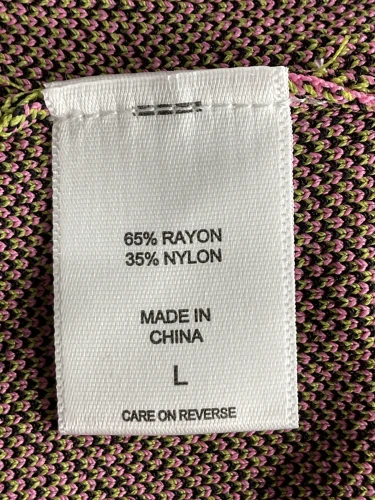 65% RAYON
35% NYLON
MADE IN
CHINA
L
CARE ON REVERSE